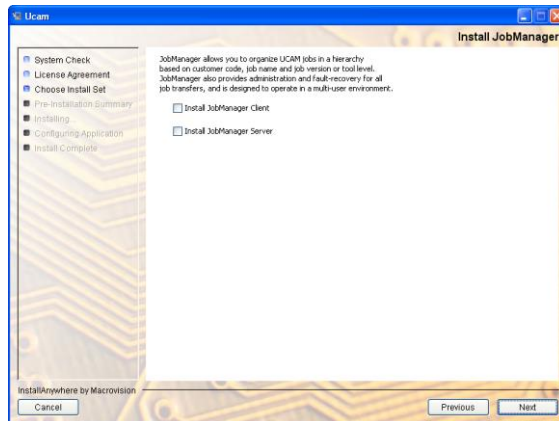 Ucam
Install JobManager
System Check
License Agreement
Choose Install Set
Pre-Installation Summary
Installing...
Configuring Application
Install Complete
JobManager allows you to organize UCAM jobs in a hierarchy
based on customer code, job name and job version or tool level.
JobManager also provides administration and fault-recovery for all
job transfers, and is designed to operate in a multi-user environment.
Install JobManager Client
Install JobManager Server
InstallAnywhere by Macrovision
Cancel
Previous
Next